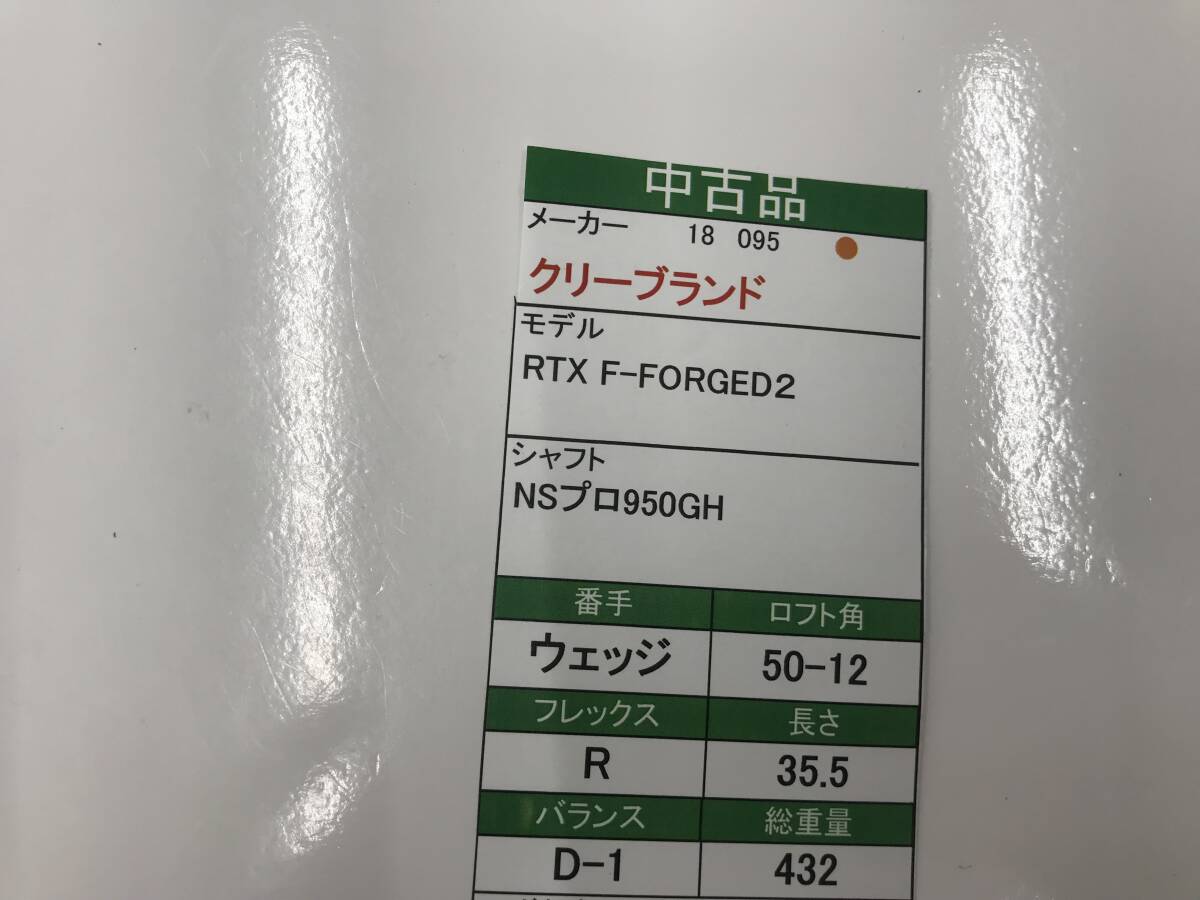 中古品
メーカー 18 095
クリーブランド
モデル
RTX F-FORGED2
シャフト
NSプロ950GH
番手 ロフト角
ウェッジ 50-12
フレックス 長さ
R 35.5
バランス 総重量
D-1 432